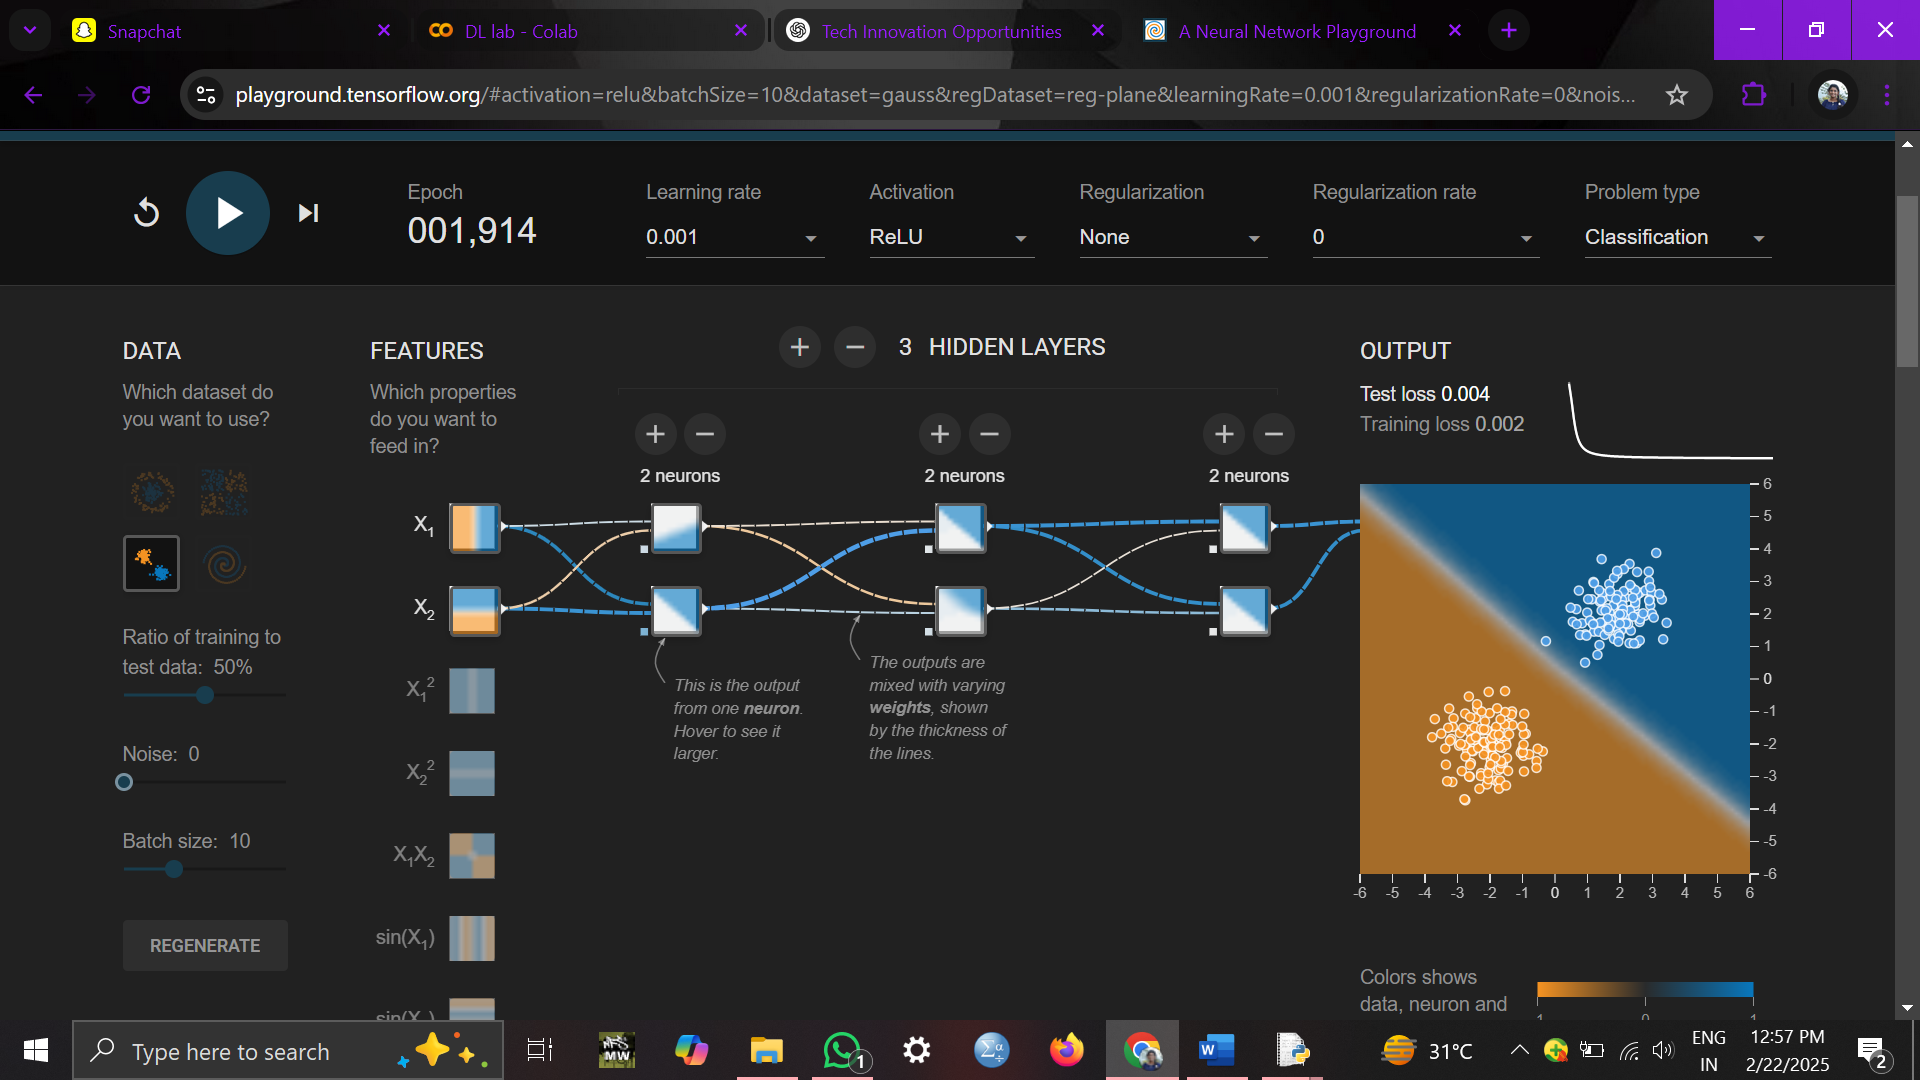 Snapchat
DL lab - Colab
Tech Innovation Opportunities
A Neural Network Playground
playground.tensorflow.org/#activation=relu&batchSize=10&dataset=gauss&regDataset=reg-plane&learningRate=0.001&regularizationRate=0&nois...
Epoch
001,914
Learning rate
0.001
Activation
ReLU
Regularization
None
Regularization rate
0
Problem type
Classification
DATA
Which dataset do
you want to use?
Ratio of training to
test data: 50%
Noise: 0
Batch size: 10
REGENERATE
FEATURES
Which properties
do you want to
feed in?
X1
X2
X1²
X2²
X1X2
sin(X1)
3 HIDDEN LAYERS
2 neurons
2 neurons
2 neurons
This is the output
from one neuron.
Hover to see it
larger.
The outputs are
mixed with varying
weights, shown
by the thickness of
the lines.
OUTPUT
Test loss 0.004
Training loss 0.002
6
5
4
3
2
1
0
-1
-2
-3
-4
-5
-6
-6 -5 -4 -3 -2 -1 0 1 2 3 4 5 6
Colors shows
data, neuron and
Type here to search
MW
1
31°C
ENG
IN
12:57 PM
2/22/2025
2